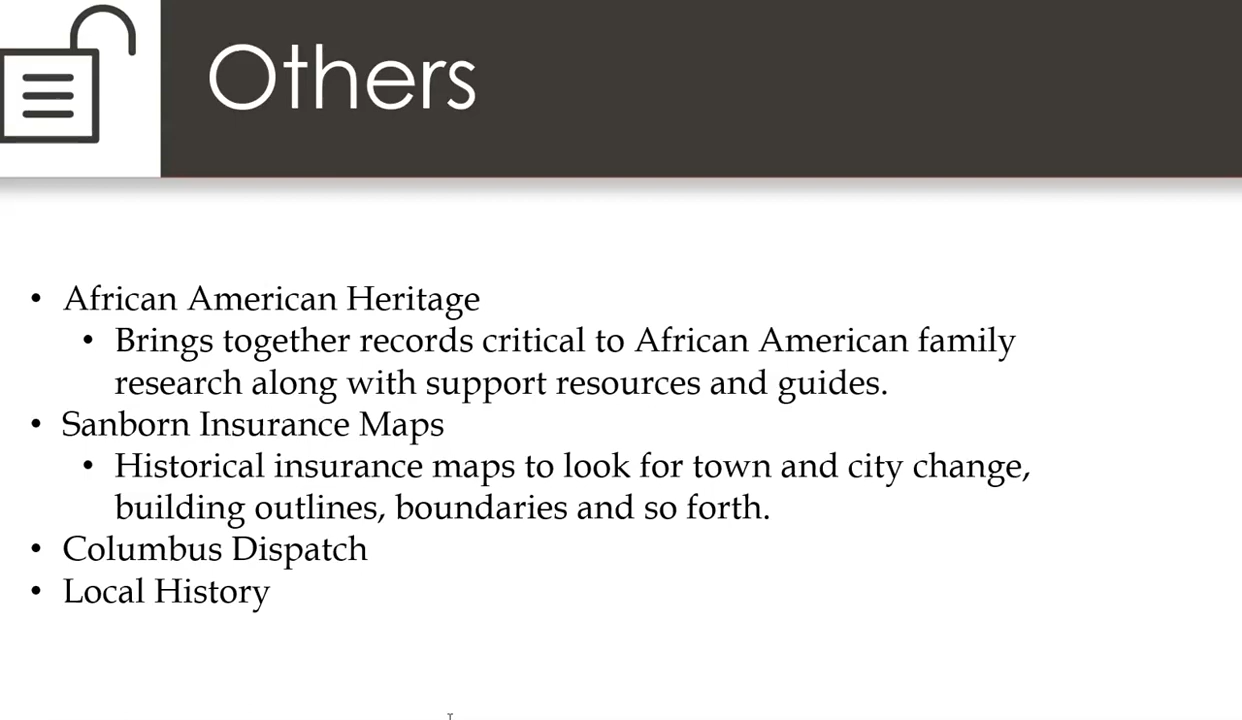 Others
• African American Heritage
• Brings together records critical to African American family
research along with support resources and guides.
• Sanborn Insurance Maps
• Historical insurance maps to look for town and city change,
building outlines, boundaries and so forth.
• Columbus Dispatch
• Local History